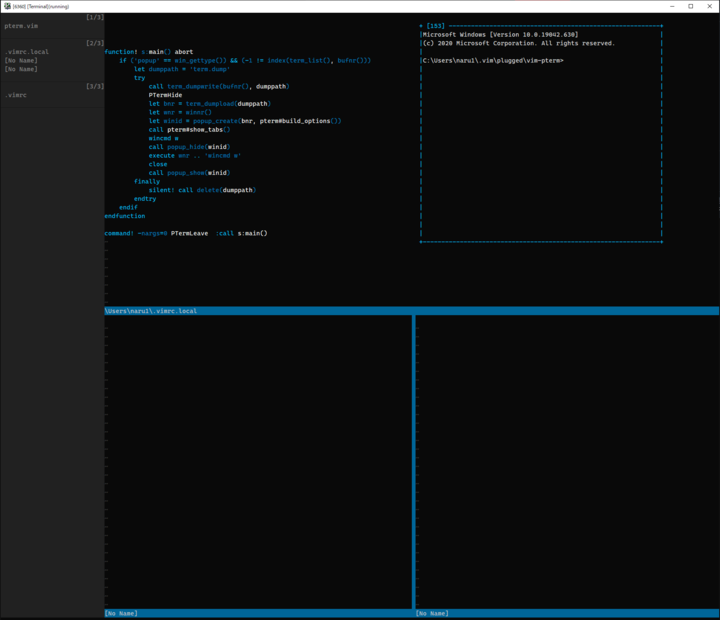 [6360] [Terminal](running)
[1/3]
pterm.vim
[2/3]
.vimrc.local
[No Name]
[No Name]
[3/3]
.vimrc
function! s:main() abort
if ('popup' == win_gettype()) && (-1 != index(term_list(), bufnr()))
let dumppath = 'term.dump'
try
call term_dumpwrite(bufnr(), dumppath)
PTermHide
let bnr = term_dumpload(dumppath)
let wnr = winnr()
let winid = popup_create(bnr, pterm#build_options())
call pterm#show_tabs()
wincmd w
call popup_hide(winid)
execute wnr .. 'wincmd w'
close
call popup_show(winid)
finally
silent! call delete(dumppath)
endtry
endif
endfunction
command! -nargs=0 PTermLeave :call s:main()
+ [153] ----------------------------------------------------------+
Microsoft Windows [Version 10.0.19042.630]
(c) 2020 Microsoft Corporation. All rights reserved.
C:\Users\naru1\.vim\plugged\vim-pterm>
\Users\naru1\.vimrc.local
[No Name]
[No Name]